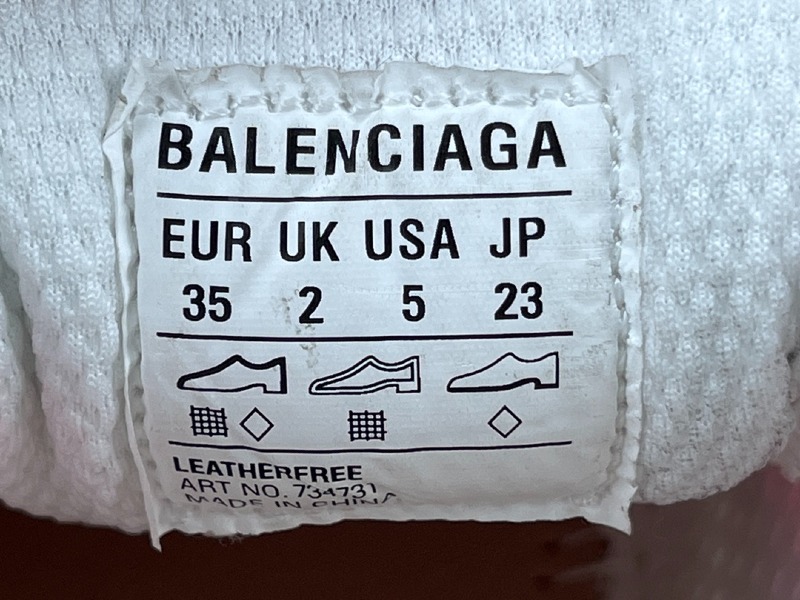 BALENCIAGA
EUR UK USA JP
35 2 5 23
LEATHERFREE
ART NO. 734731
MADE IN CHINA